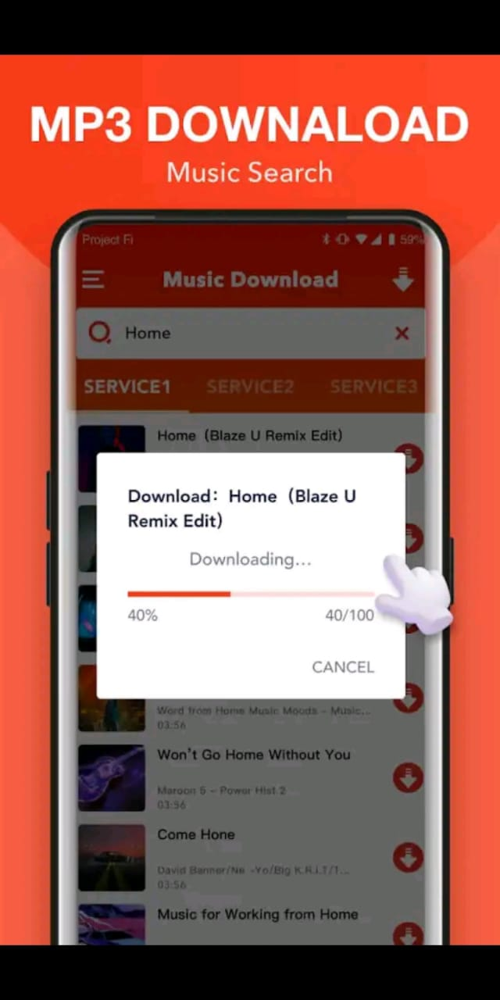 MP3 DOWNALOAD
Music Search
Project Fi
59%
Music Download
Home
SERVICE1 SERVICE2 SERVICE3
Home（Blaze U Remix Edit）
Download：Home（Blaze U
Remix Edit）
Downloading...
40% 40/100
CANCEL
Word from Home Music Moods - Music...
03:56
Won't Go Home Without You
Maroon 5 - Power Hist 2
03:56
Come Hone
David Banner/Ne -Yo/Big K.R.i.T/T...
03:56
Music for Working from Home